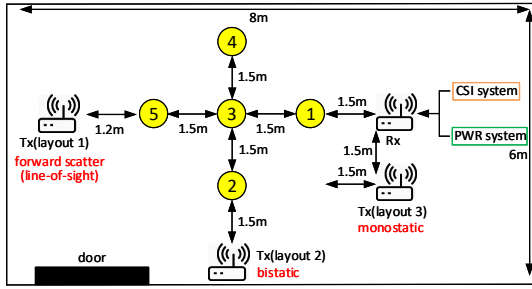 8m
4
1.5m
CSI system
5
3
1
1.5m
1.2m
1.5m
1.5m
Rx
PWR system
Tx(layout 1)
forward scatter
(line-of-sight)
1.5m
1.5m
6m
1.5m
2
Tx(layout 3)
monostatic
1.5m
door
Tx(layout 2)
bistatic